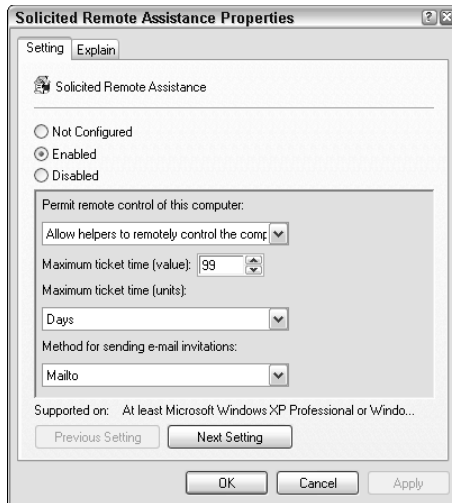 Solicited Remote Assistance Properties
Setting Explain
Solicited Remote Assistance
Not Configured
Enabled
Disabled
Permit remote control of this computer:
Allow helpers to remotely control the comp
Maximum ticket time (value): 99
Maximum ticket time (units):
Days
Method for sending e-mail invitations:
Mailto
Supported on: At least Microsoft Windows XP Professional or Windo...
Previous Setting Next Setting
OK Cancel Apply